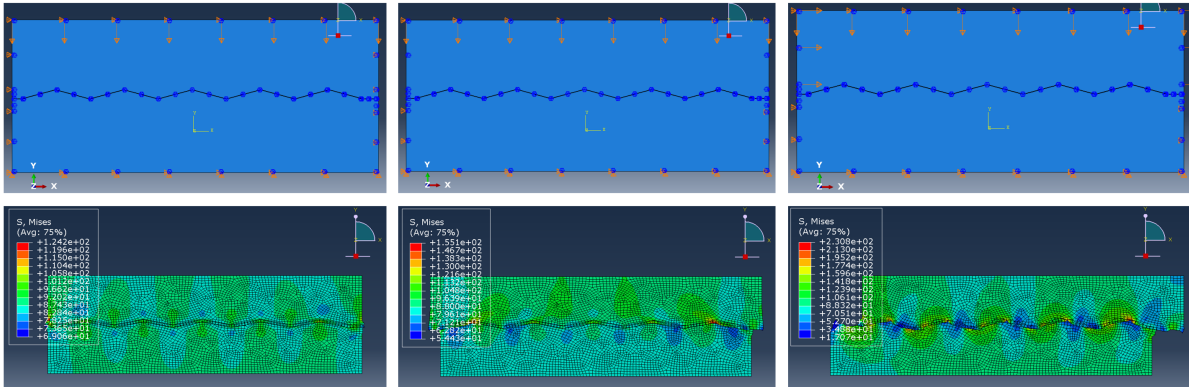 X
Y
X
Y
Z
X
X
Y
X
Y
Z
X
X
Y
X
Y
Z
X
S, Mises
(Avg: 75%)
+1.242e+02
+1.196e+02
+1.150e+02
+1.104e+02
+1.058e+02
+1.012e+02
+9.662e+01
+9.202e+01
+8.743e+01
+8.284e+01
+7.825e+01
+7.365e+01
+6.906e+01
Y
S, Mises
(Avg: 75%)
+1.551e+02
+1.467e+02
+1.383e+02
+1.300e+02
+1.216e+02
+1.132e+02
+1.048e+02
+9.639e+01
+8.800e+01
+7.961e+01
+7.121e+01
+6.282e+01
+5.443e+01
Y
S, Mises
(Avg: 75%)
+2.308e+02
+2.130e+02
+1.952e+02
+1.774e+02
+1.596e+02
+1.418e+02
+1.239e+02
+1.061e+02
+8.832e+01
+7.051e+01
+5.270e+01
+3.488e+01
+1.707e+01
Y